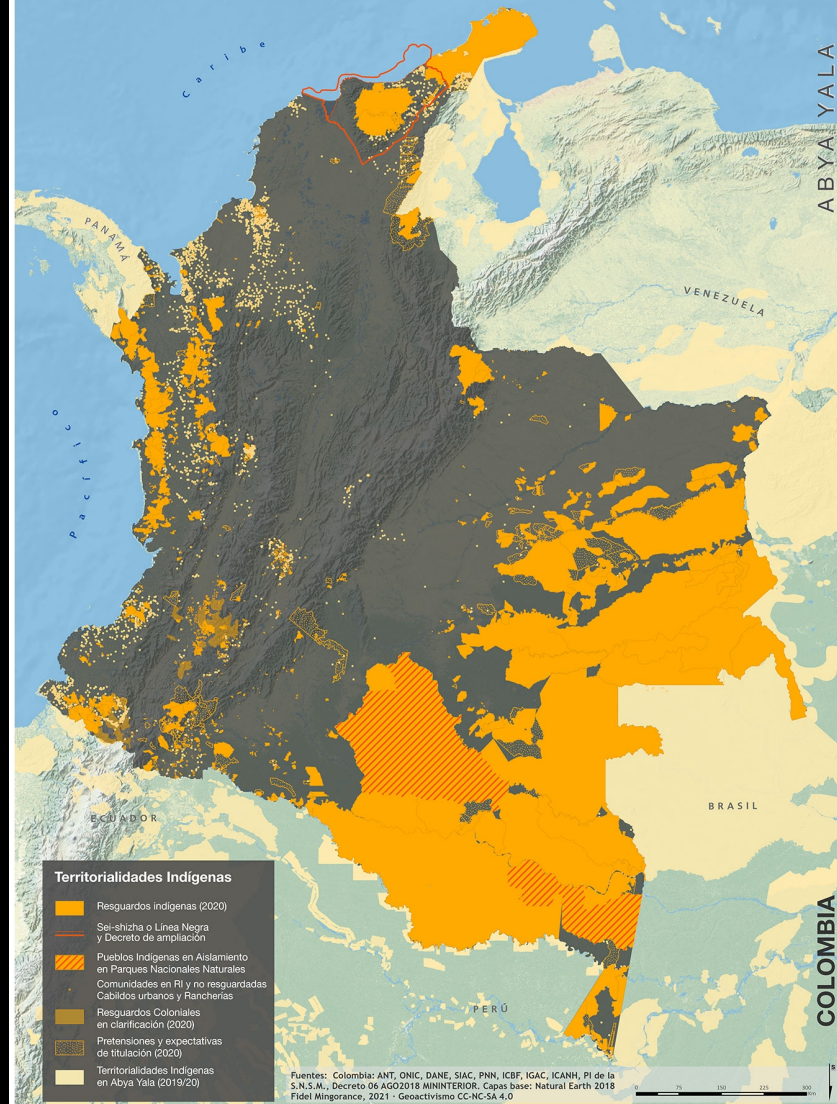 Caribe
ABYA YALA
PANAMÁ
VENEZUELA
Pacífico
BRASIL
ECUADOR
PERÚ
COLOMBIA
Territorialidades Indígenas
Resguardos indígenas (2020)
Sei-shizha o Línea Negra
y Decreto de ampliación
Pueblos Indígenas en Aislamiento
en Parques Nacionales Naturales
Comunidades en RI y no resguardadas
Cabildos urbanos y Rancherías
Resguardos Coloniales
en clarificación (2020)
Pretensiones y expectativas
de titulación (2020)
Territorialidades Indígenas
en Abya Yala (2019/20)
Fuentes: Colombia: ANT, ONIC, DANE, SIAC, PNN, ICBF, IGAC, ICANH, PI de la
S.N.S.M., Decreto 06 AGO2018 MININTERIOR. Capas base: Natural Earth 2018
Fidel Mingorance, 2021 · Geoactivismo CC-NC-SA 4.0
0 75 150 225 300
Km
S